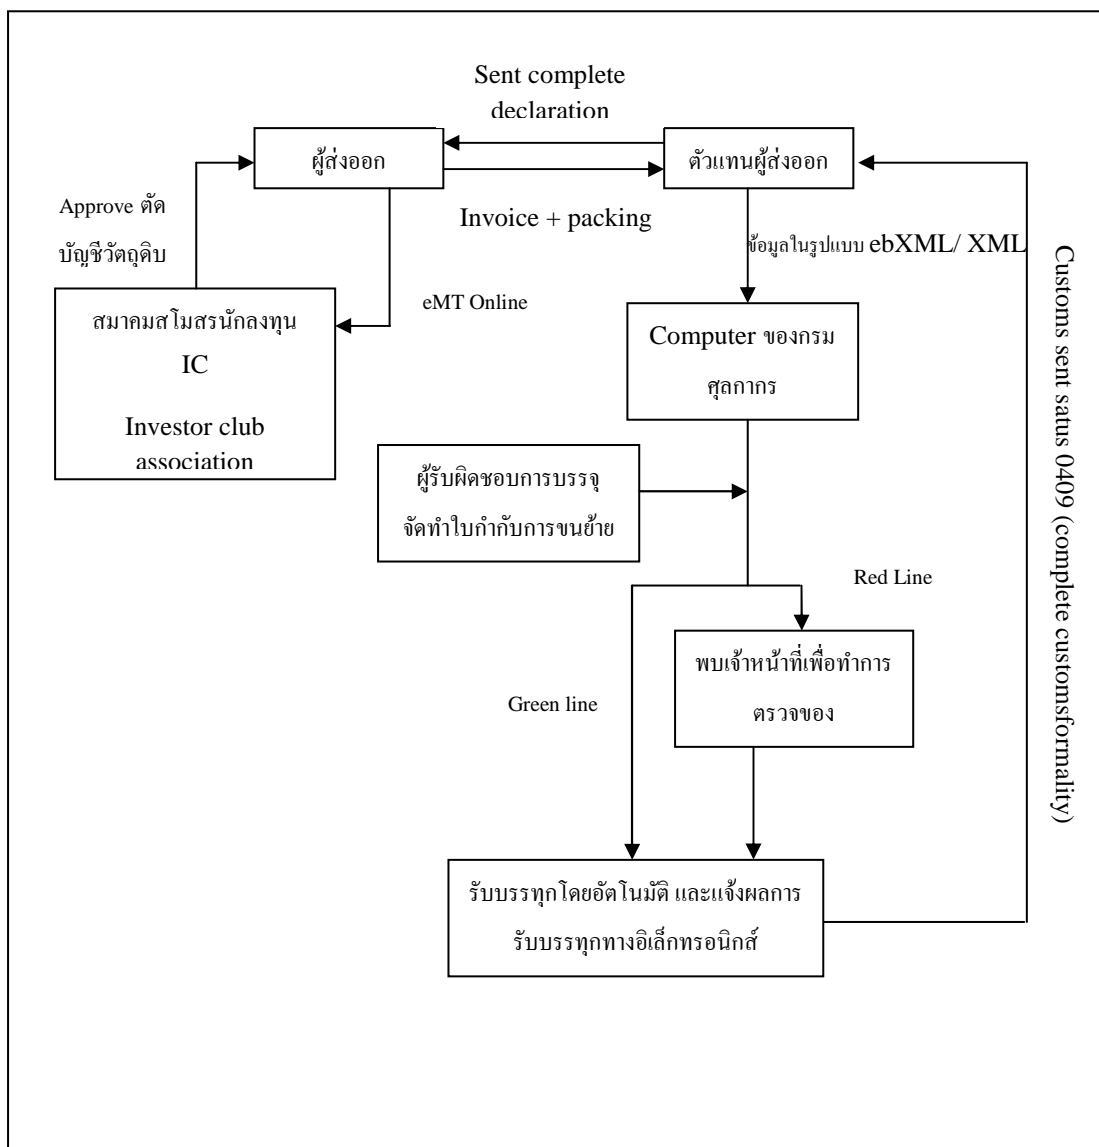 Sent complete
declaration
ผู้ส่งออก
ตัวแทนผู้ส่งออก
Approve ตัด
บัญชีวัตถุดิบ
Invoice + packing
ข้อมูลในรูปแบบ ebXML/ XML
eMT Online
สมาคมสโมสรนักลงทุน
IC
Investor club
association
Computer ของกรม
ศุลกากร
ผู้รับผิดชอบการบรรจุ
จัดทำใบกำกับการขนย้าย
Red Line
พบเจ้าหน้าที่เพื่อทำการ
ตรวจของ
Green line
รับบรรทุกโดยอัตโนมัติ และแจ้งผลการ
รับบรรทุกทางอิเล็กทรอนิกส์
Customs sent satus 0409 (complete customsformality)